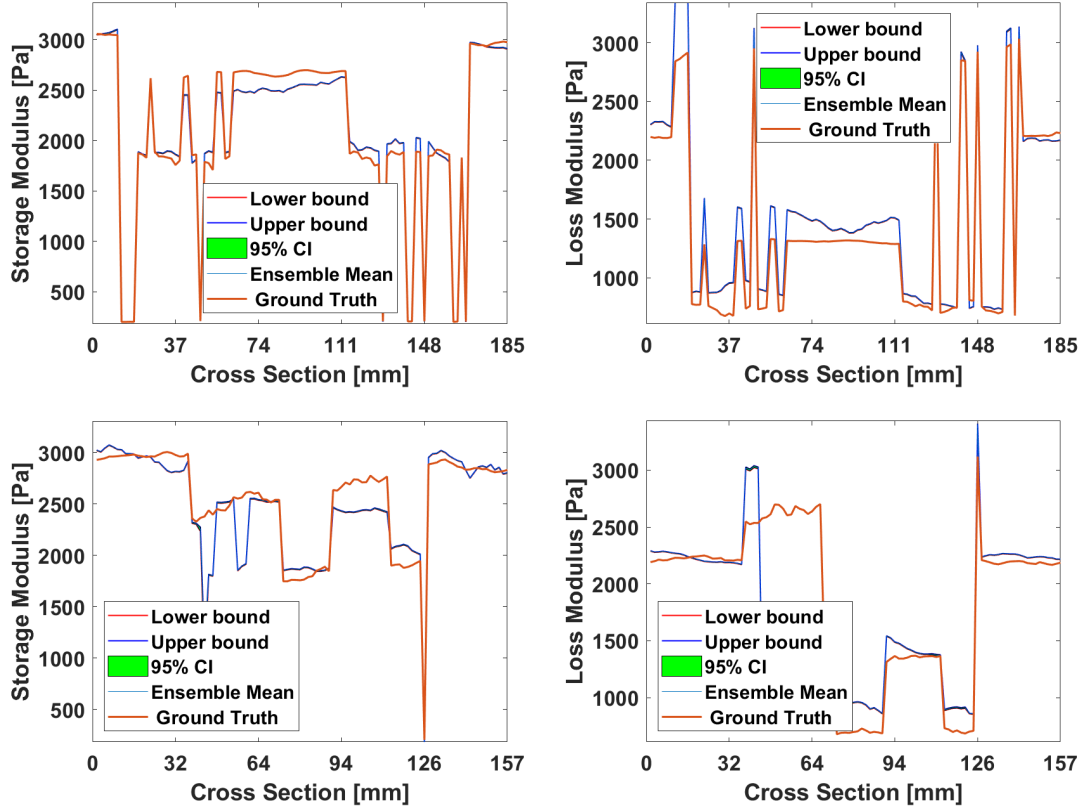 Storage Modulus [Pa]
3000
2500
2000
1500
1000
500
Lower bound
Upper bound
95% CI
Ensemble Mean
Ground Truth
0 37 74 111 148 185
Cross Section [mm]
Loss Modulus [Pa]
3000
2500
2000
1500
1000
Lower bound
Upper bound
95% CI
Ensemble Mean
Ground Truth
0 37 74 111 148 185
Cross Section [mm]
Storage Modulus [Pa]
3000
2500
2000
1500
1000
500
Lower bound
Upper bound
95% CI
Ensemble Mean
Ground Truth
0 32 64 94 126 157
Cross Section [mm]
Loss Modulus [Pa]
3000
2500
2000
1500
1000
Lower bound
Upper bound
95% CI
Ensemble Mean
Ground Truth
0 32 64 94 126 157
Cross Section [mm]